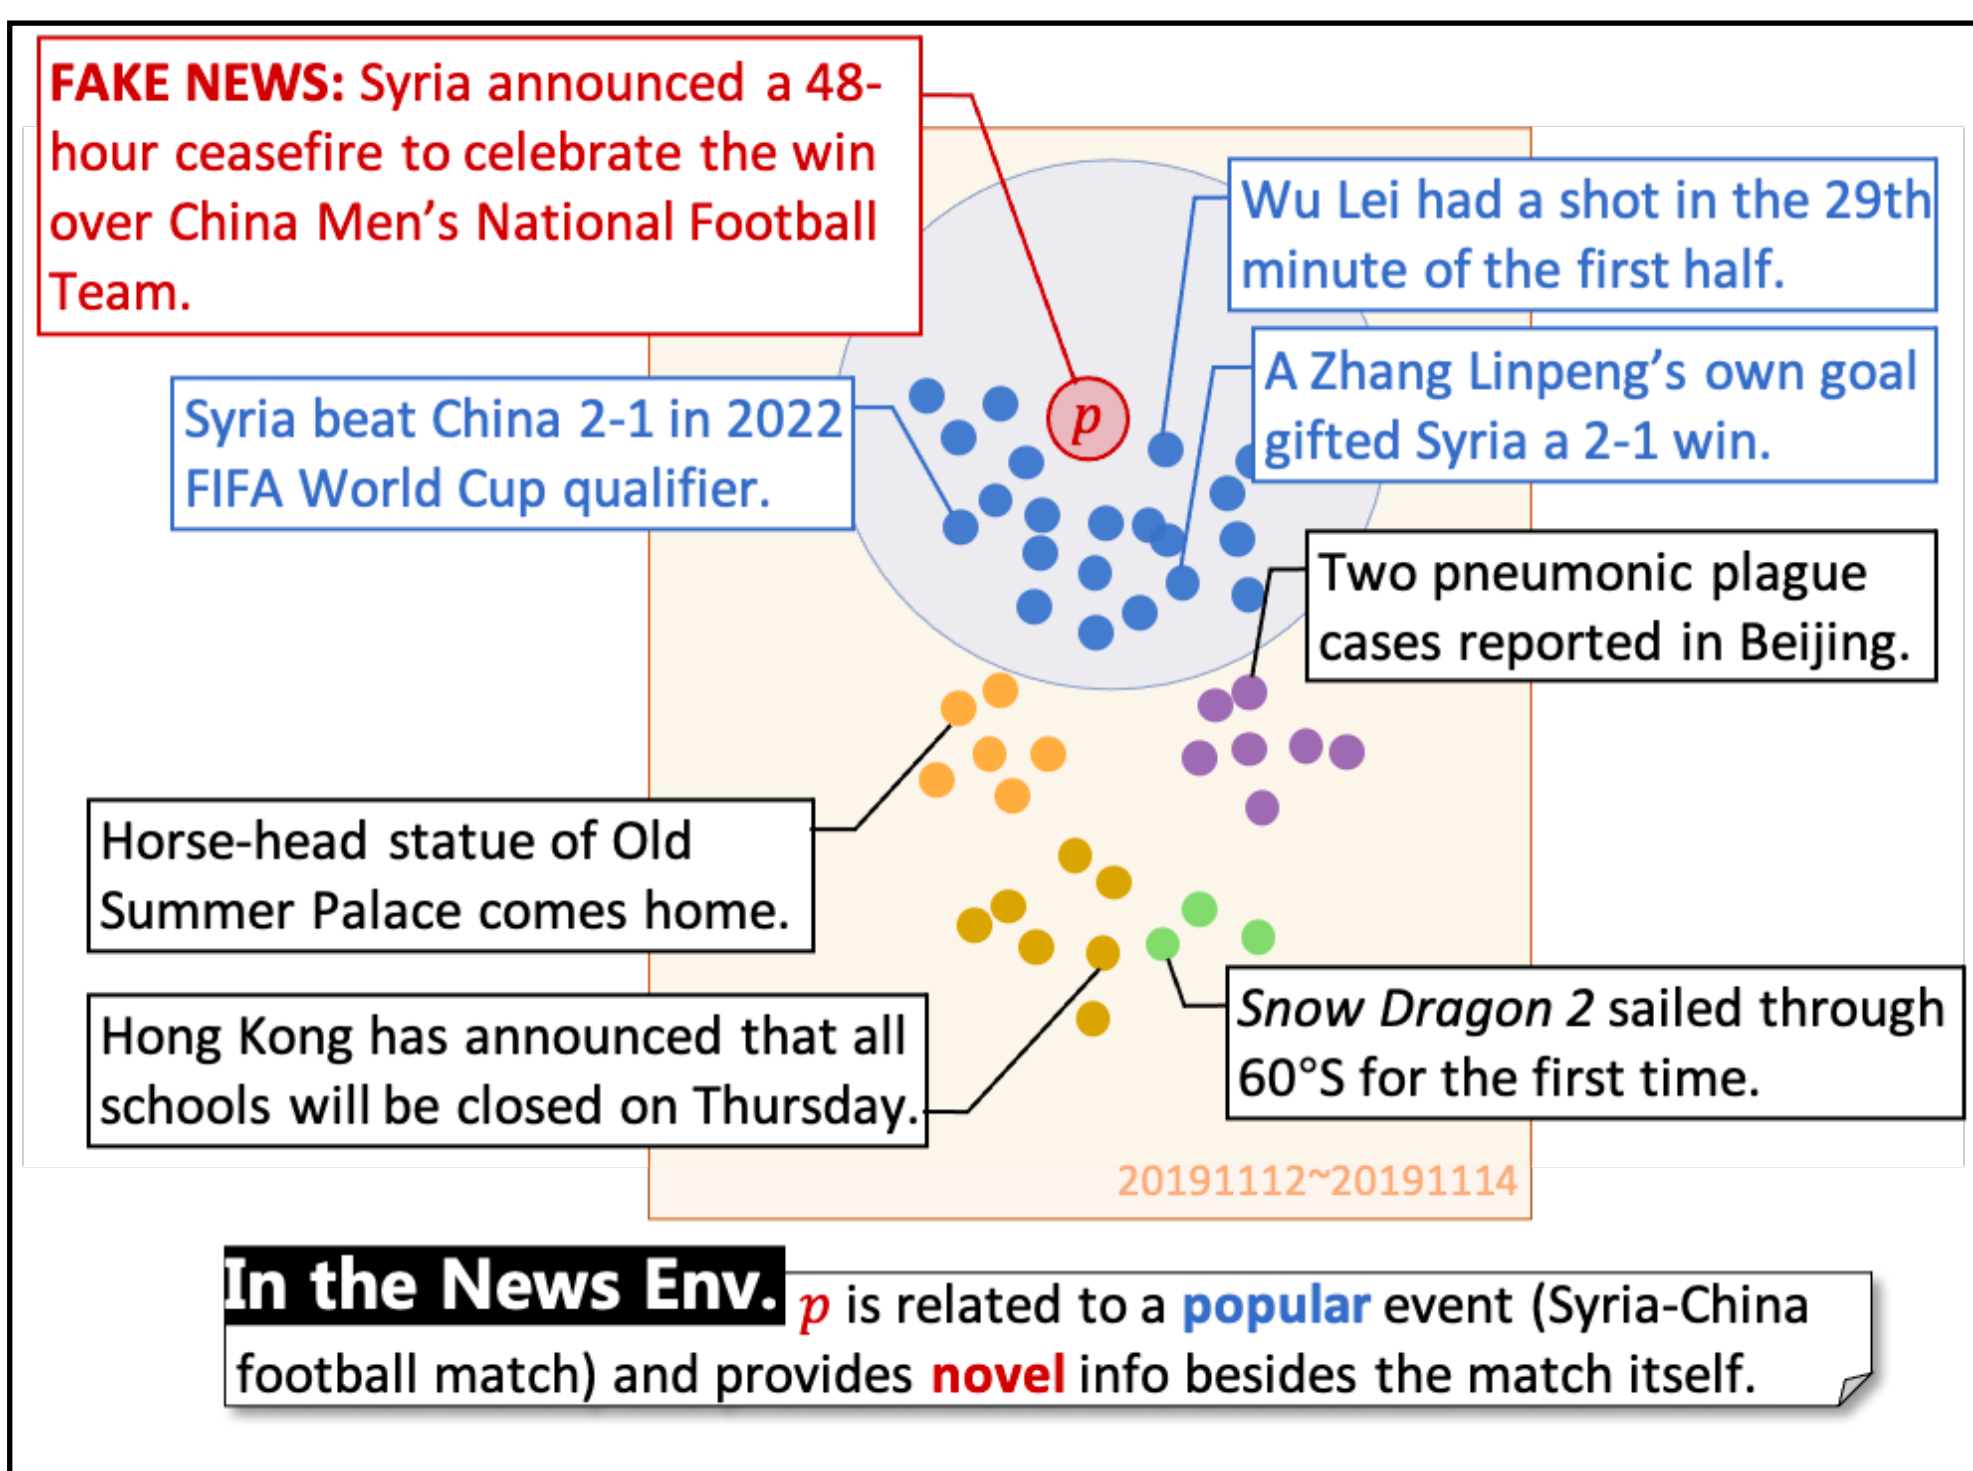 FAKE NEWS: Syria announced a 48-
hour ceasefire to celebrate the win
over China Men's National Football
Team.
Wu Lei had a shot in the 29th
minute of the first half.
A Zhang Linpeng's own goal
gifted Syria a 2-1 win.
p
Syria beat China 2-1 in 2022
FIFA World Cup qualifier.
Two pneumonic plague
cases reported in Beijing.
Horse-head statue of Old
Summer Palace comes home.
Hong Kong has announced that all
schools will be closed on Thursday.
Snow Dragon 2 sailed through
60°S for the first time.
20191112~20191114
In the News Env. p is related to a popular event (Syria-China
football match) and provides novel info besides the match itself.